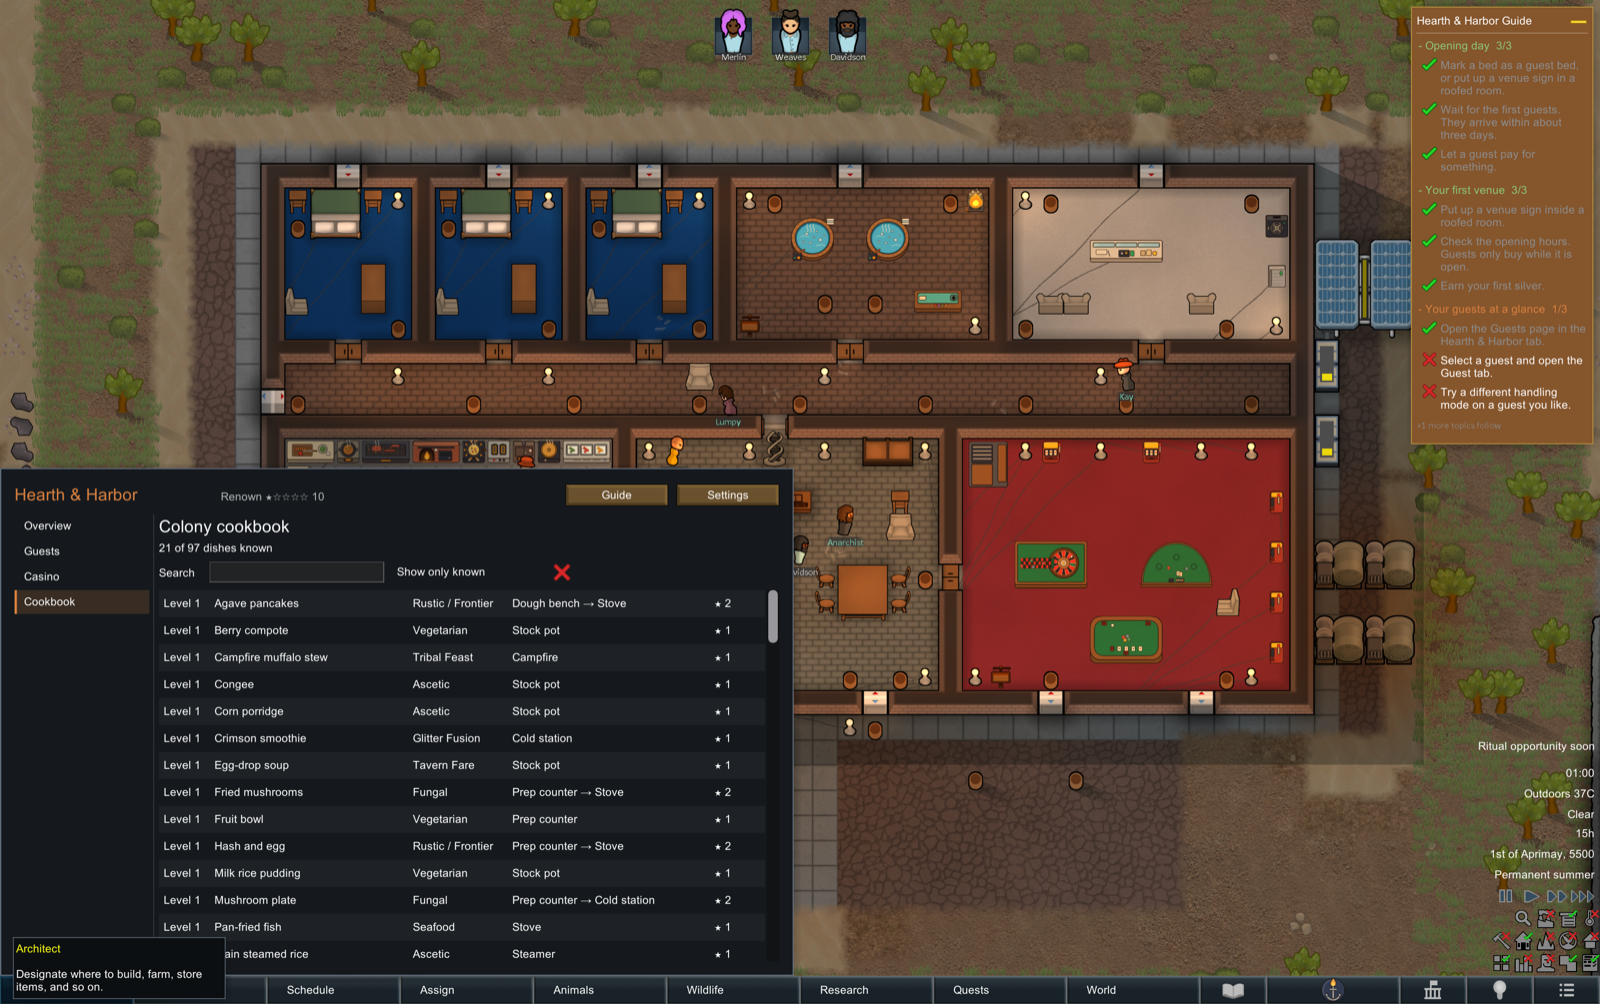 Merlin
Weaves
Davidson
Hearth & Harbor Guide
- Opening day 3/3
Mark a bed as a guest bed,
or put up a venue sign in a
roofed room.
Wait for the first guests.
They arrive within about
three days.
Let a guest pay for
something.
- Your first venue 3/3
Put up a venue sign inside a
roofed room.
Check the opening hours.
Guests only buy while it is
open.
Earn your first silver.
- Your guests at a glance 1/3
Open the Guests page in the
Hearth & Harbor tab.
Select a guest and open the
Guest tab.
Try a different handling
mode on a guest you like.
+1 more topics follow
Kay
Lumpy
Anarchist
vidson
Hearth & Harbor
Renown ★☆☆☆☆ 10
Guide
Settings
Overview
Guests
Casino
Cookbook
Colony cookbook
21 of 97 dishes known
Search
Show only known
Level 1 Agave pancakes Rustic / Frontier Dough bench → Stove ★ 2
Level 1 Berry compote Vegetarian Stock pot ★ 1
Level 1 Campfire muffalo stew Tribal Feast Campfire ★ 1
Level 1 Congee Ascetic Stock pot ★ 1
Level 1 Corn porridge Ascetic Stock pot ★ 1
Level 1 Crimson smoothie Glitter Fusion Cold station ★ 1
Level 1 Egg-drop soup Tavern Fare Stock pot ★ 1
Level 1 Fried mushrooms Fungal Prep counter → Stove ★ 2
Level 1 Fruit bowl Vegetarian Prep counter ★ 1
Level 1 Hash and egg Rustic / Frontier Prep counter → Stove ★ 2
Level 1 Milk rice pudding Vegetarian Stock pot ★ 1
Level 1 Mushroom plate Fungal Prep counter → Cold station ★ 2
Level 1 Pan-fried fish Seafood Stove ★ 1
ain steamed rice Ascetic Steamer ★ 1
Architect
Designate where to build, farm, store
items, and so on.
Ritual opportunity soon
01:00
Outdoors 37C
Clear
15h
1st of Aprimay, 5500
Permanent summer
Schedule
Assign
Animals
Wildlife
Research
Quests
World